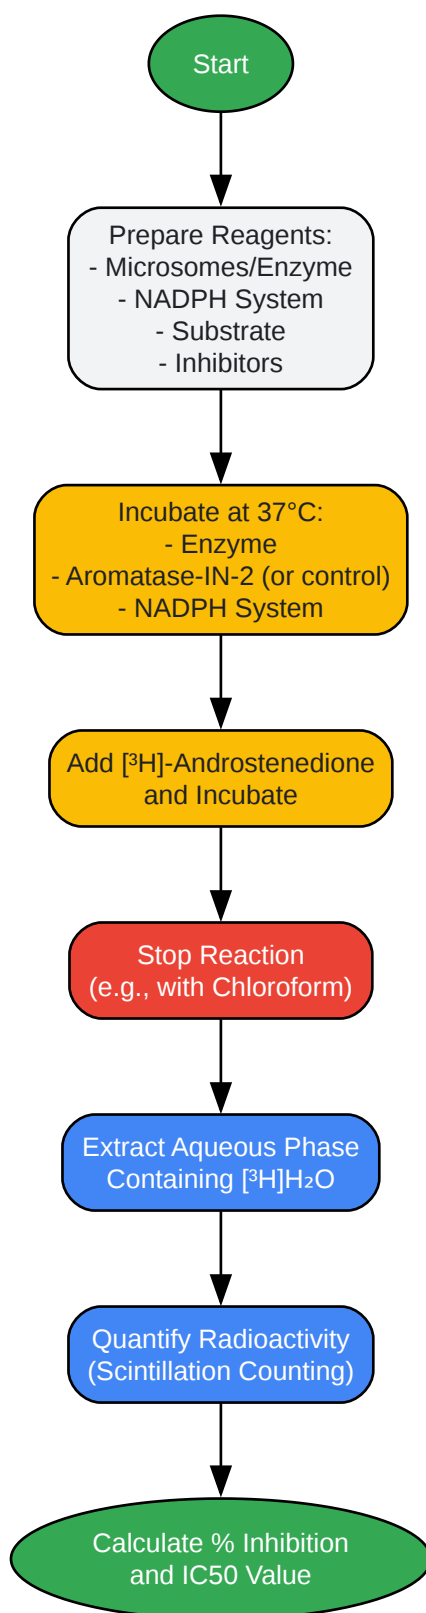 Start
Prepare Reagents:
- Microsomes/Enzyme
- NADPH System
- Substrate
- Inhibitors
Incubate at 37°C:
- Enzyme
- Aromatase-IN-2 (or control)
- NADPH System
Add [³H]-Androstenedione
and Incubate
Stop Reaction
(e.g., with Chloroform)
Extract Aqueous Phase
Containing [³H]H₂O
Quantify Radioactivity
(Scintillation Counting)
Calculate % Inhibition
and IC50 Value